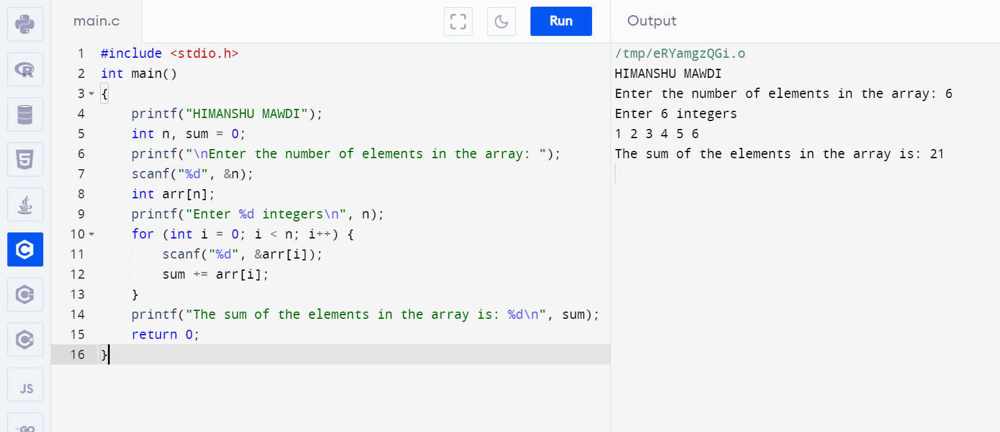 main.c
Run
1 #include <stdio.h>
2 int main()
3 {
4     printf("HIMANSHU MAWDI");
5     int n, sum = 0;
6     printf("\nEnter the number of elements in the array: ");
7     scanf("%d", &n);
8     int arr[n];
9     printf("Enter %d integers\n", n);
10     for (int i = 0; i < n; i++) {
11         scanf("%d", &arr[i]);
12         sum += arr[i];
13     }
14     printf("The sum of the elements in the array is: %d\n", sum);
15     return 0;
16 }
Output
/tmp/eRYamgzQGi.o
HIMANSHU MAWDI
Enter the number of elements in the array: 6
Enter 6 integers
1 2 3 4 5 6
The sum of the elements in the array is: 21
R
5
C
C
C#
JS
GO